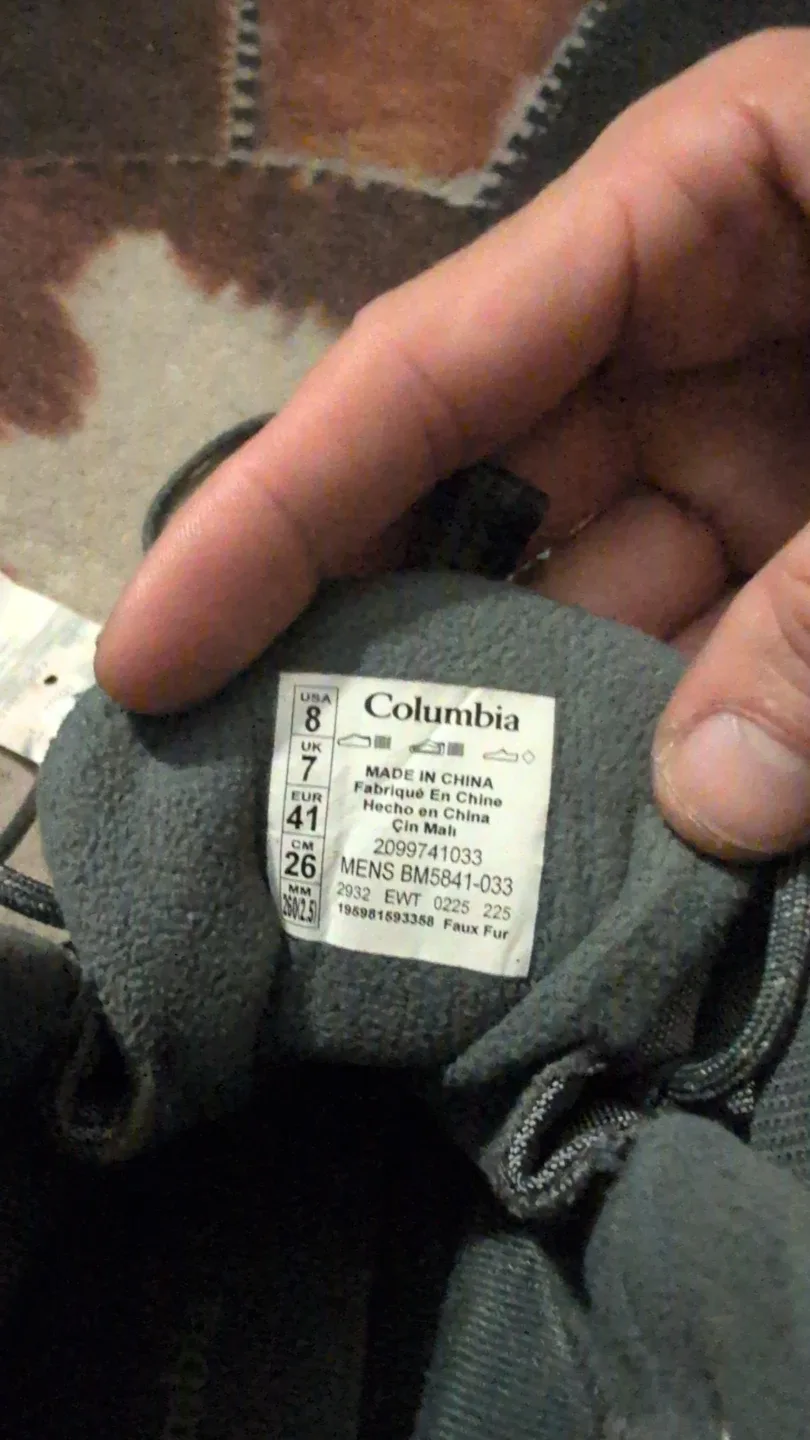 USA
8
UK
7
EUR
41
CM
26
MM
260(2.5)
Columbia
MADE IN CHINA
Fabriqué En Chine
Hecho en China
Çin Malı
2099741033
MENS BM5841-033
2932 EWT 0225 225
195981593358 Faux Fur